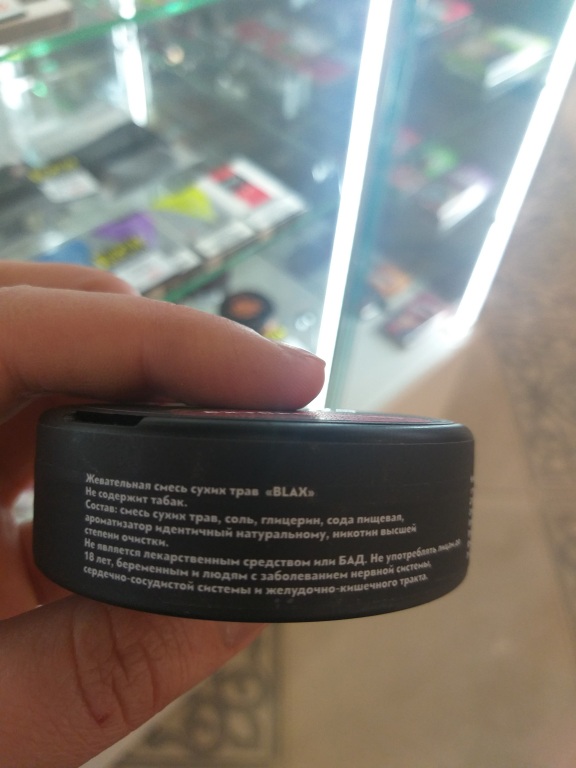 Жевательная смесь сухих трав «BLAX»
Не содержит табак.
Состав: смесь сухих трав, соль, глицерин, сода пищевая,
ароматизатор идентичный натуральному, никотин высшей
степени очистки.
Не является лекарственным средством или БАД. Не употреблять лицам до
18 лет, беременным и людям с заболеванием нервной системы,
сердечно-сосудистой системы и желудочно-кишечного тракта.